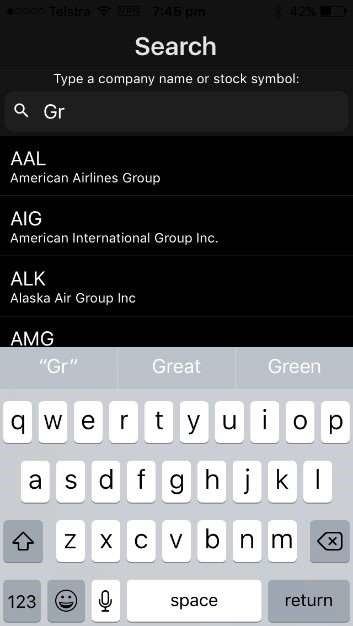 Telstra VPN 7:45 pm 42%
Search
Type a company name or stock symbol:
Gr
AAL
American Airlines Group
AIG
American International Group Inc.
ALK
Alaska Air Group Inc
AMG
“Gr” Great Green
q w e r t y u i o p
a s d f g h j k l
z x c v b n m
123 space return